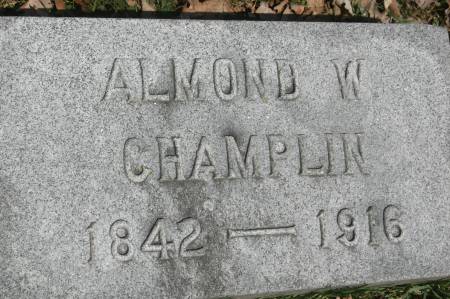 ALMOND W
CHAMPLIN
1842 — 1916